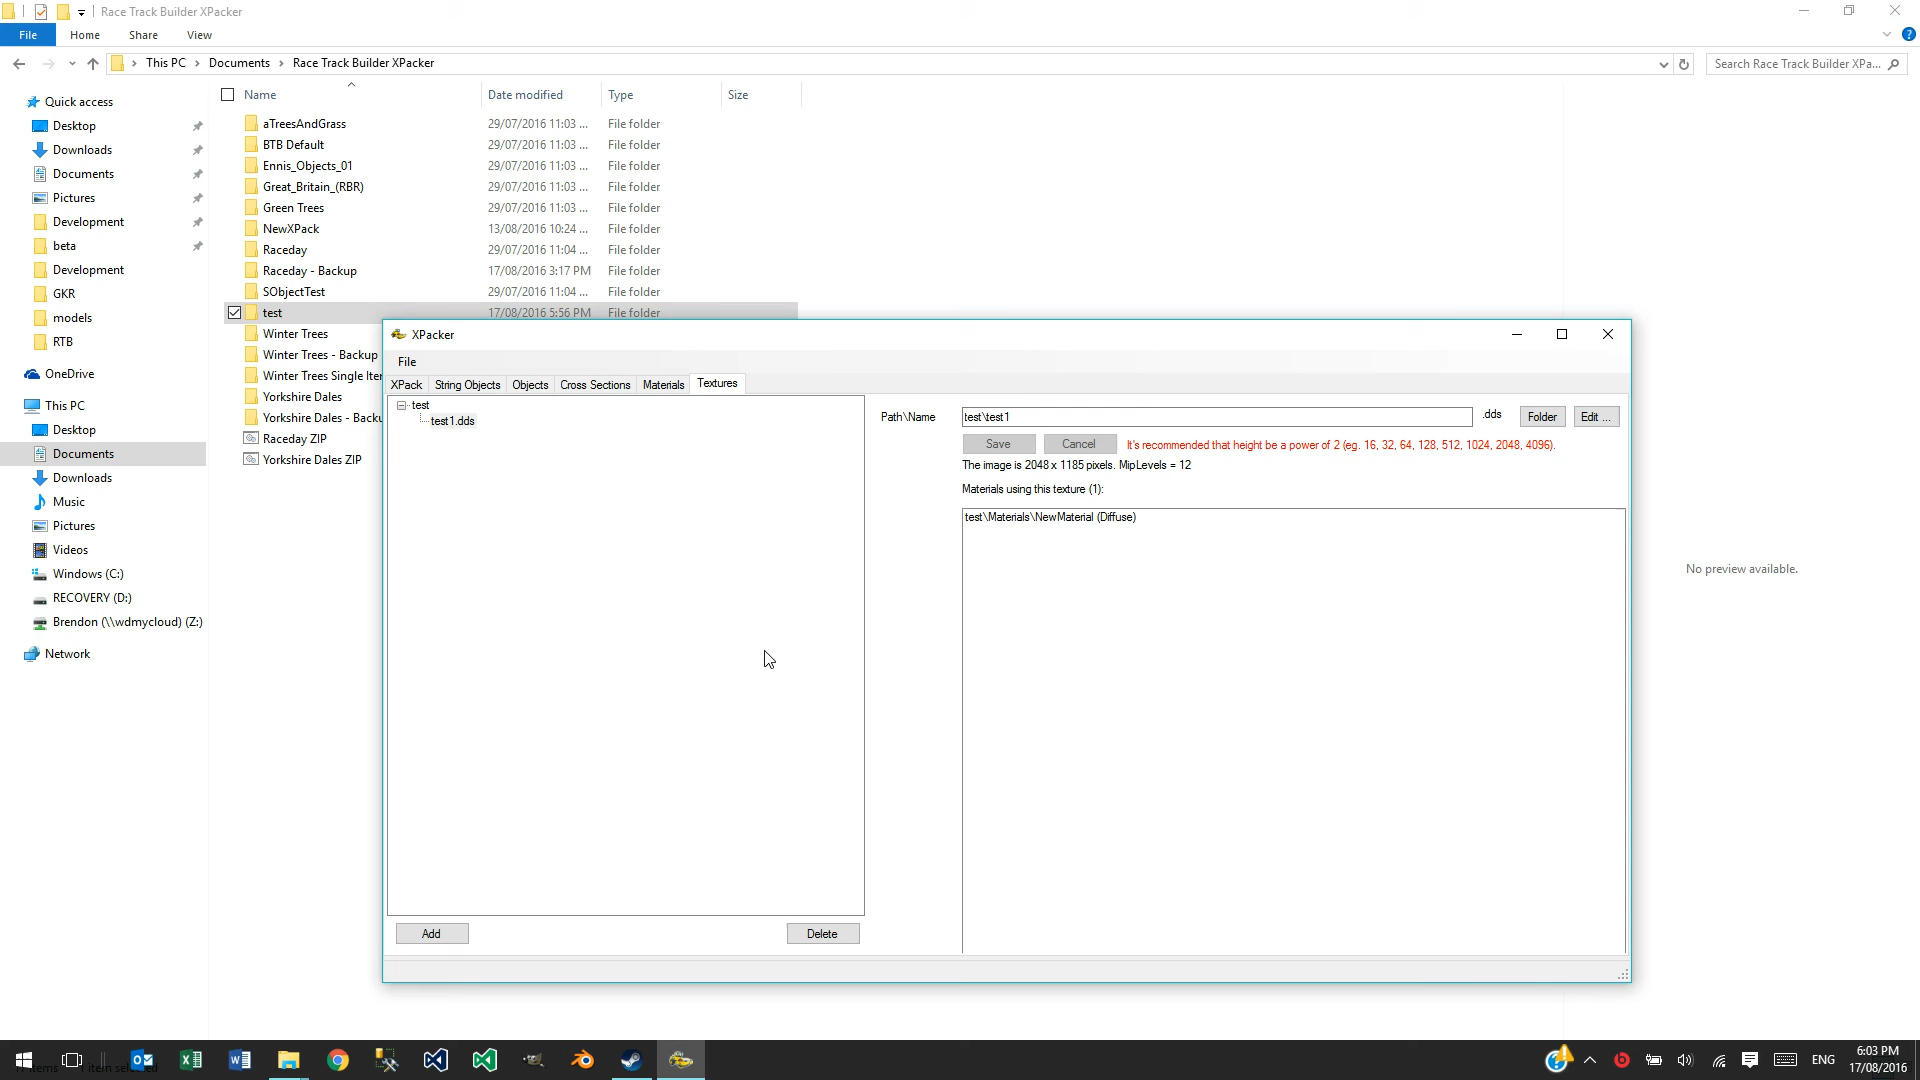 Race Track Builder XPacker
File
Home
Share
View
This PC
Documents
Race Track Builder XPacker
Search Race Track Builder XPa...
Quick access
Desktop
Downloads
Documents
Pictures
Development
beta
Development
GKR
models
RTB
OneDrive
This PC
Desktop
Documents
Downloads
Music
Pictures
Videos
Windows (C:)
RECOVERY (D:)
Brendon (\\wdmycloud) (Z:)
Network
Name Date modified Type Size
aTreesAndGrass 29/07/2016 11:03 ... File folder
BTB Default 29/07/2016 11:03 ... File folder
Ennis_Objects_01 29/07/2016 11:03 ... File folder
Great_Britain_(RBR) 29/07/2016 11:03 ... File folder
Green Trees 29/07/2016 11:03 ... File folder
NewXPack 13/08/2016 10:24 ... File folder
Raceday 29/07/2016 11:04 ... File folder
Raceday - Backup 17/08/2016 3:17 PM File folder
SObjectTest 29/07/2016 11:04 ... File folder
test 17/08/2016 5:56 PM File folder
Winter Trees
Winter Trees - Backup
Winter Trees Single Iter
Yorkshire Dales
Yorkshire Dales - Backu
Raceday ZIP
Yorkshire Dales ZIP
XPacker
File
XPack String Objects Objects Cross Sections Materials Textures
test
test1.dds
Path\Name test\test1 .dds Folder Edit ...
Save Cancel It's recommended that height be a power of 2 (eg. 16, 32, 64, 128, 512, 1024, 2048, 4096).
The image is 2048 x 1185 pixels. MipLevels = 12
Materials using this texture (1):
test\Materials\NewMaterial (Diffuse)
Add Delete
No preview available.
ENG
6:03 PM
17/08/2016